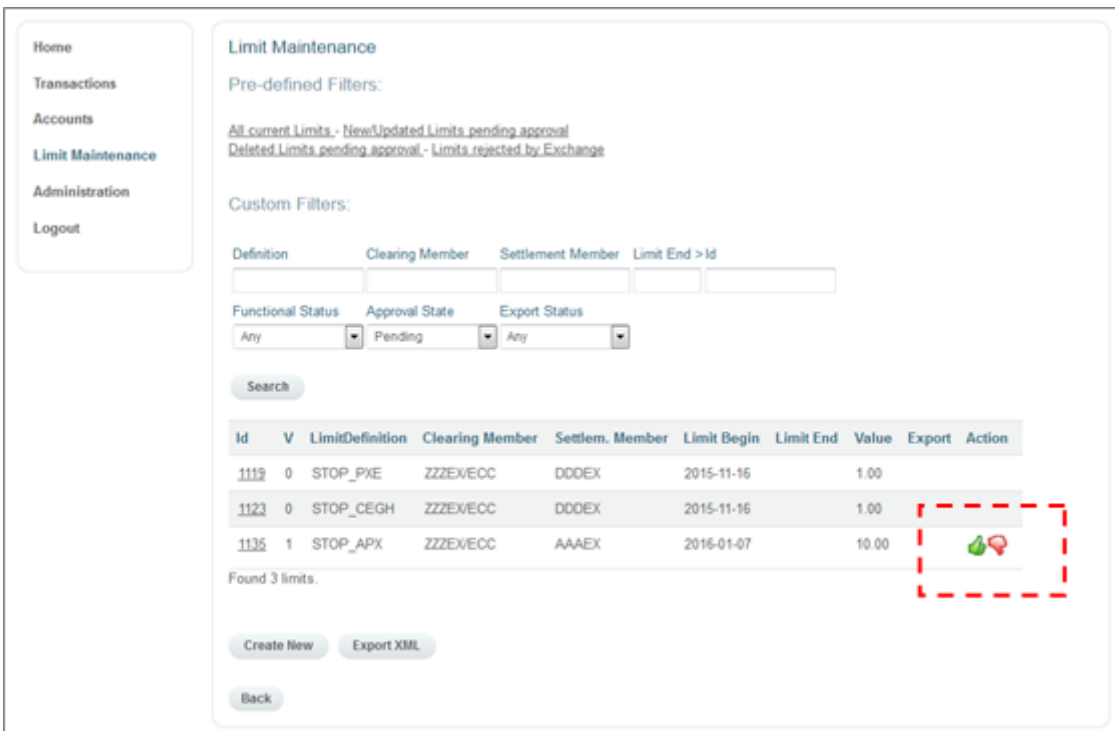 Home
Transactions
Accounts
Limit Maintenance
Administration
Logout
Limit Maintenance
Pre-defined Filters:
All current Limits - New/Updated Limits pending approval
Deleted Limits pending approval - Limits rejected by Exchange
Custom Filters:
Definition Clearing Member Settlement Member Limit End > Id
Functional Status Approval State Export Status
Any Pending Any
Search
Id V LimitDefinition Clearing Member Settlem. Member Limit Begin Limit End Value Export Action
1119 0 STOP_PXE ZZZEX/ECC DDDEX 2015-11-16 1.00
1123 0 STOP_CEGH ZZZEX/ECC DDDEX 2015-11-16 1.00
1135 1 STOP_APX ZZZEX/ECC AAAEX 2016-01-07 10.00
Found 3 limits.
Create New Export XML
Back